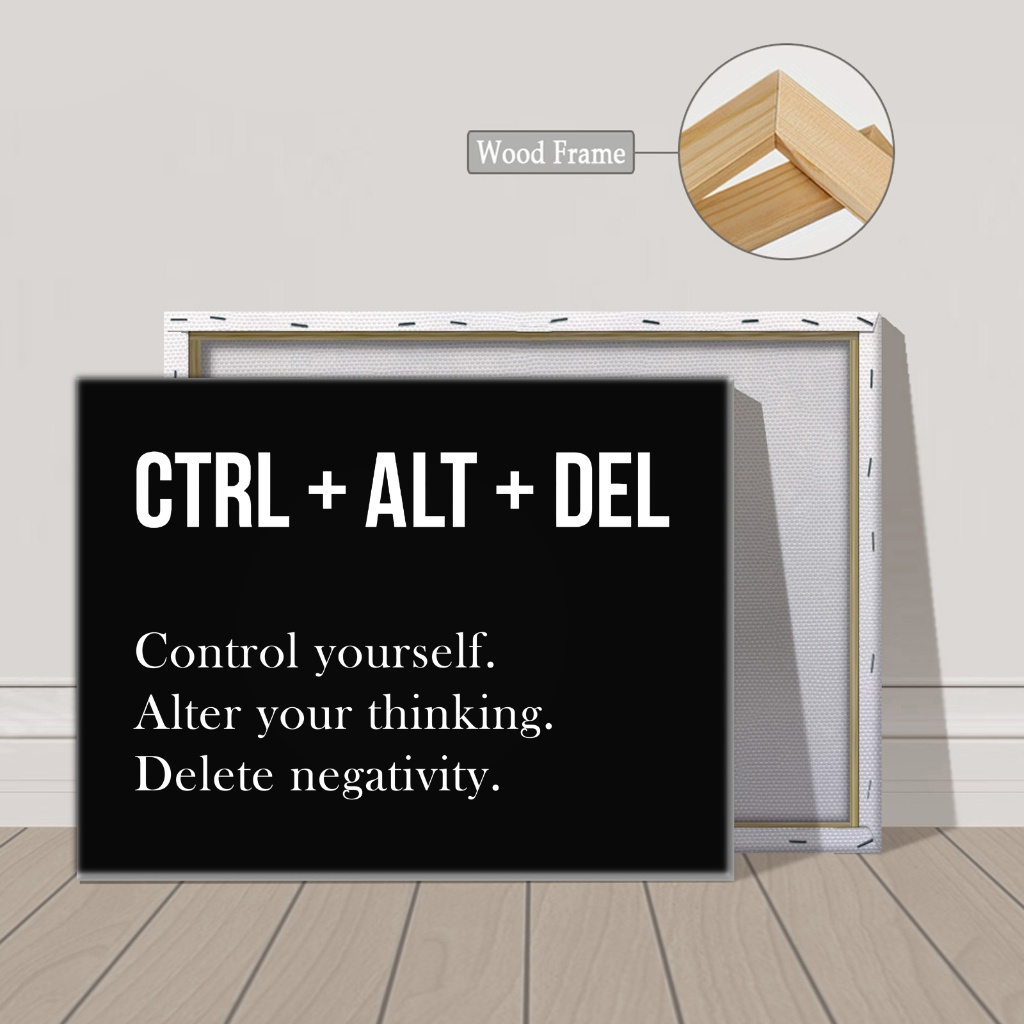 Wood Frame
CTRL + ALT + DEL
Control yourself.
Alter your thinking.
Delete negativity.